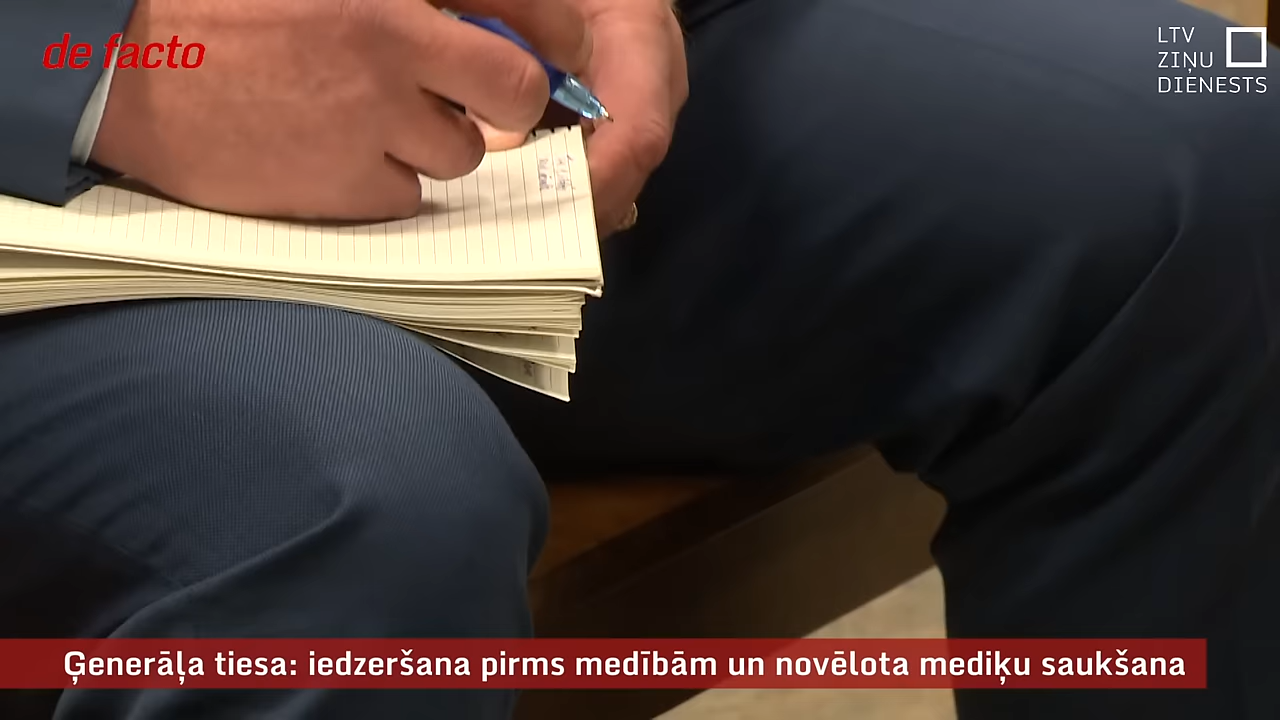 de facto
LTV
ZIŅU
DIENESTS
Ģenerāļa tiesa: iedzeršana pirms medībām un novēlota mediķu saukšana